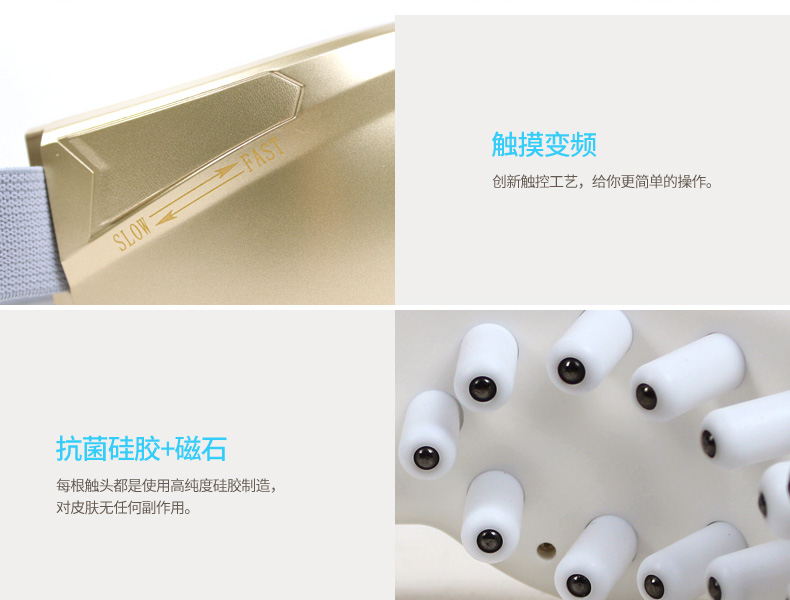 FAST
SLOW
触摸变频
创新触控工艺，给你更简单的操作。
抗菌硅胶+磁石
每根触头都是使用高纯度硅胶制造，
对皮肤无任何副作用。